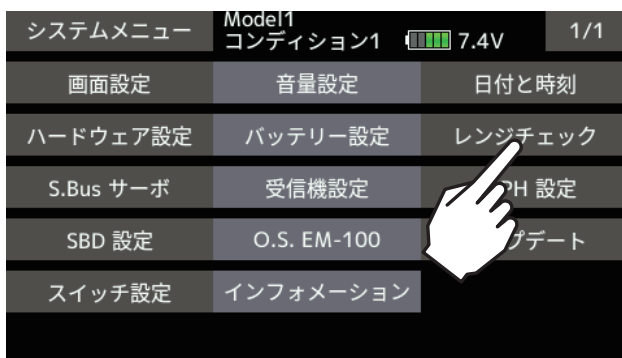 システムメニュー
Model1
コンディション1
7.4V
1/1
画面設定
音量設定
日付と時刻
ハードウェア設定
バッテリー設定
レンジチェック
S.Bus サーボ
受信機設定
PH 設定
SBD 設定
O.S. EM-100
プデート
スイッチ設定
インフォメーション